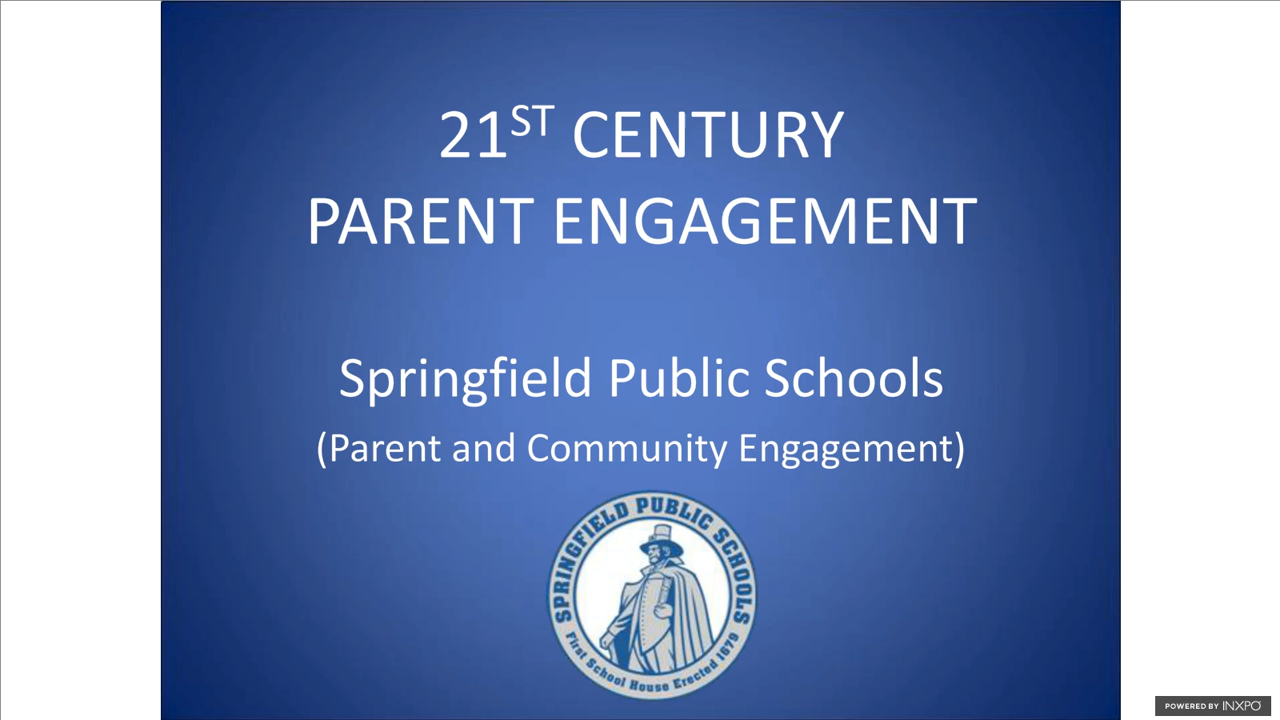 21ST CENTURY
PARENT ENGAGEMENT
Springfield Public Schools
(Parent and Community Engagement)
SPRINGFIELD PUBLIC SCHOOLS
First School House Erected 1679
POWERED BY INXPO